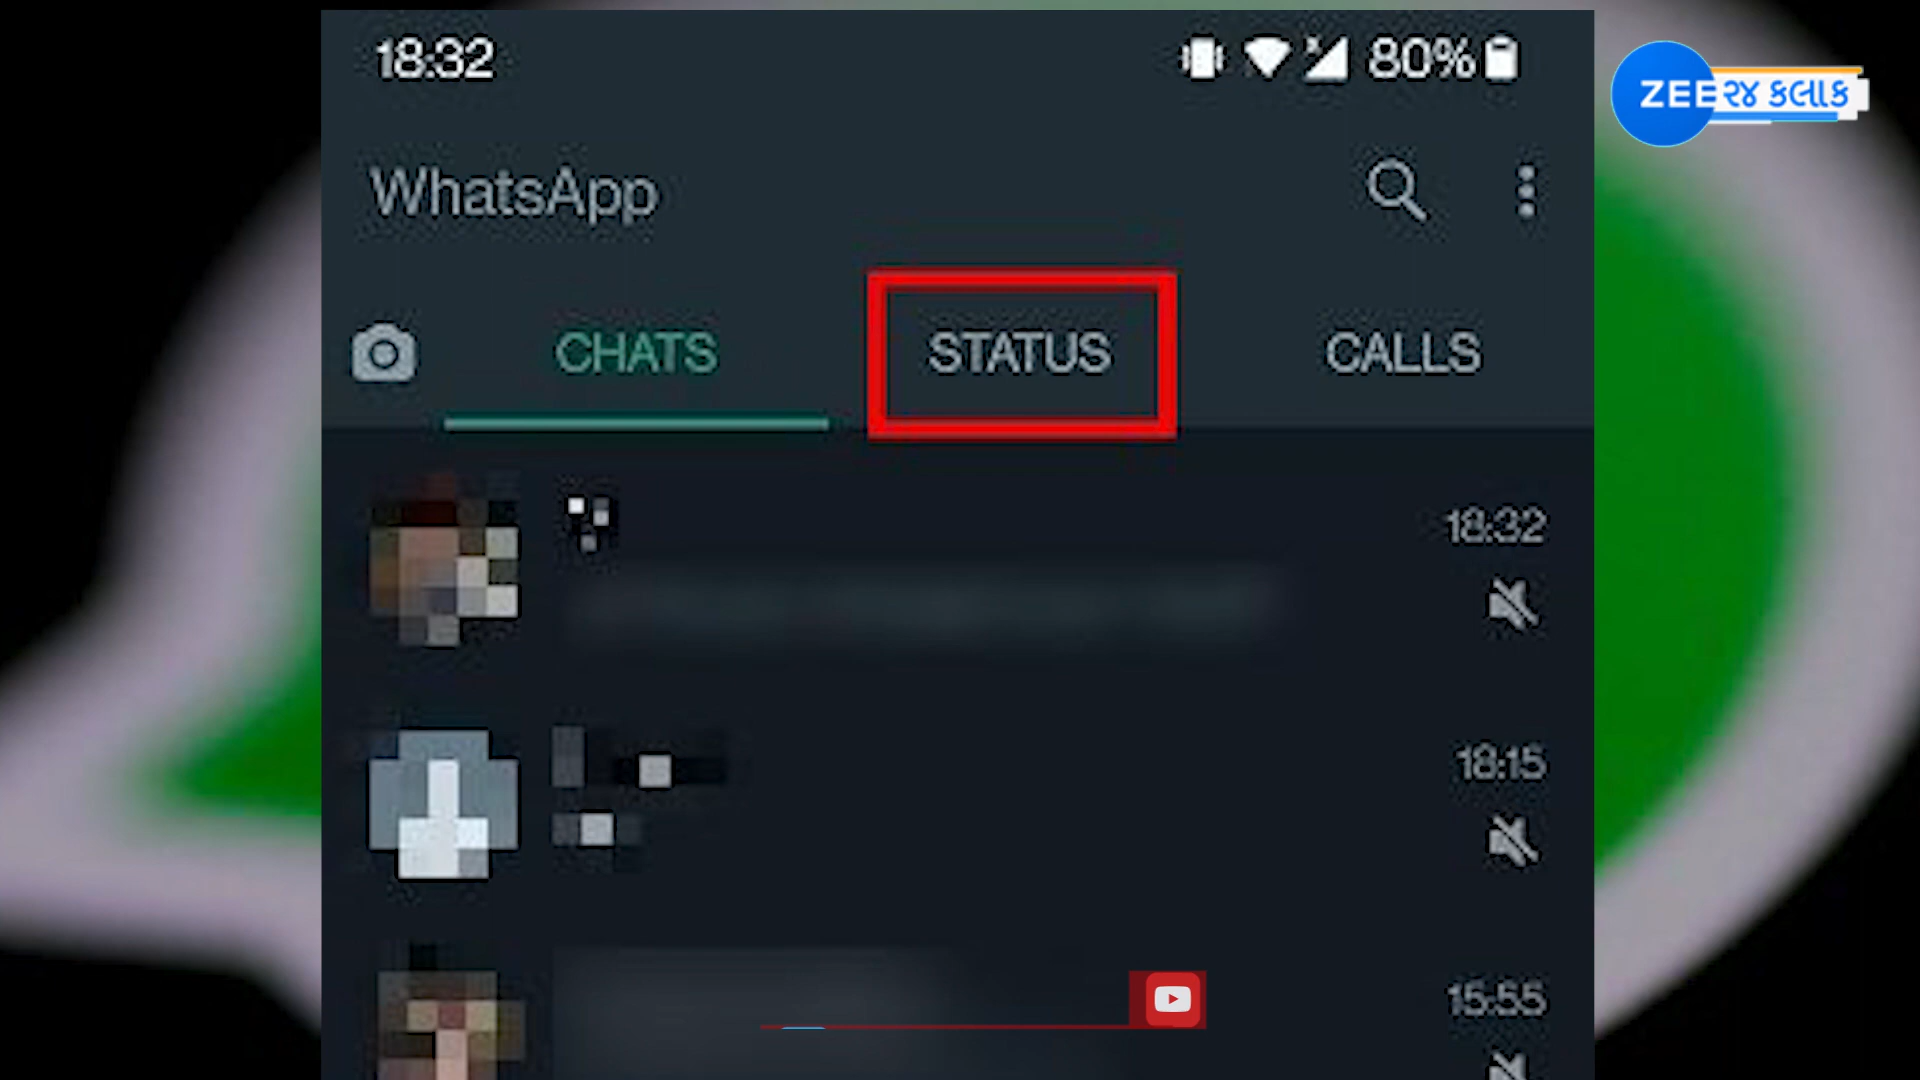 18:32 80%
ZEE ૨૪ કલાક
WhatsApp
CHATS STATUS CALLS
18:32
18:15
15:55